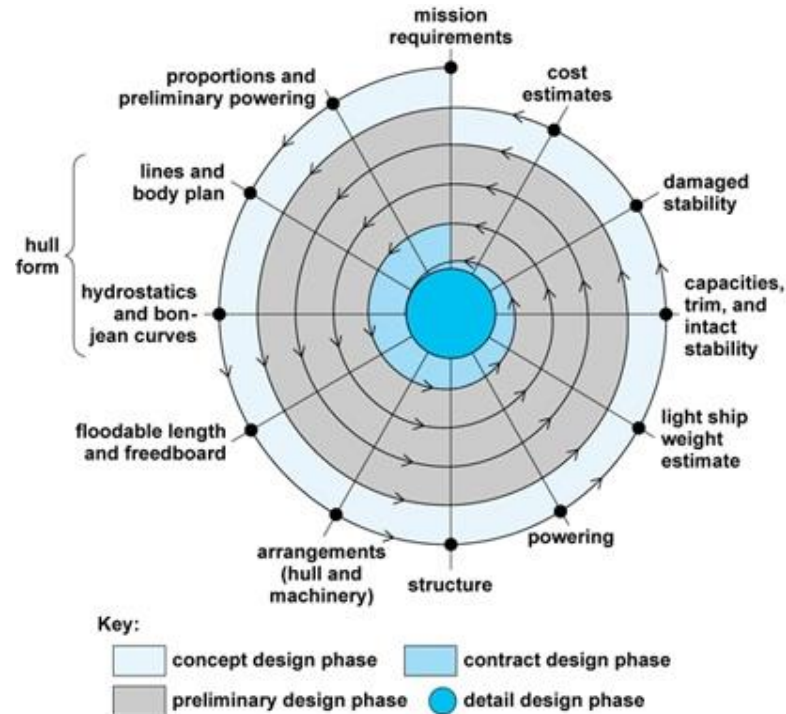 mission
requirements
cost
estimates
proportions and
preliminary powering
damaged
stability
lines and
body plan
hull
form
capacities,
trim, and
intact
stability
hydrostatics
and bon-
jean curves
light ship
weight
estimate
floodable length
and freedboard
powering
arrangements
(hull and
machinery)
structure
Key:
concept design phase
contract design phase
preliminary design phase
detail design phase